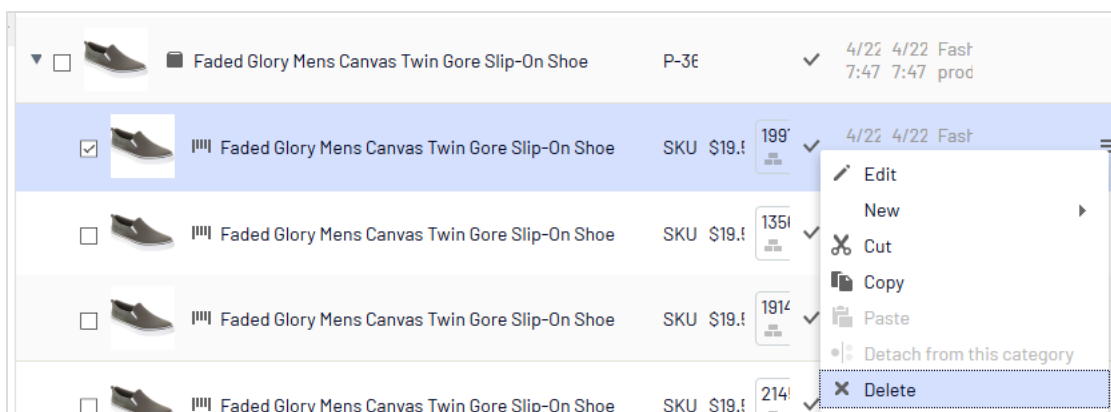 Faded Glory Mens Canvas Twin Gore Slip-On Shoe P-36 4/22 4/22 Fash
7:47 7:47 prod
Faded Glory Mens Canvas Twin Gore Slip-On Shoe SKU $19.5 1997 4/22 4/22 Fash
Edit
New
Faded Glory Mens Canvas Twin Gore Slip-On Shoe SKU $19.5 1356
Cut
Copy
Faded Glory Mens Canvas Twin Gore Slip-On Shoe SKU $19.5 1914
Paste
Detach from this category
Delete
Faded Glory Mens Canvas Twin Gore Slip-On Shoe SKU $19.5 2145